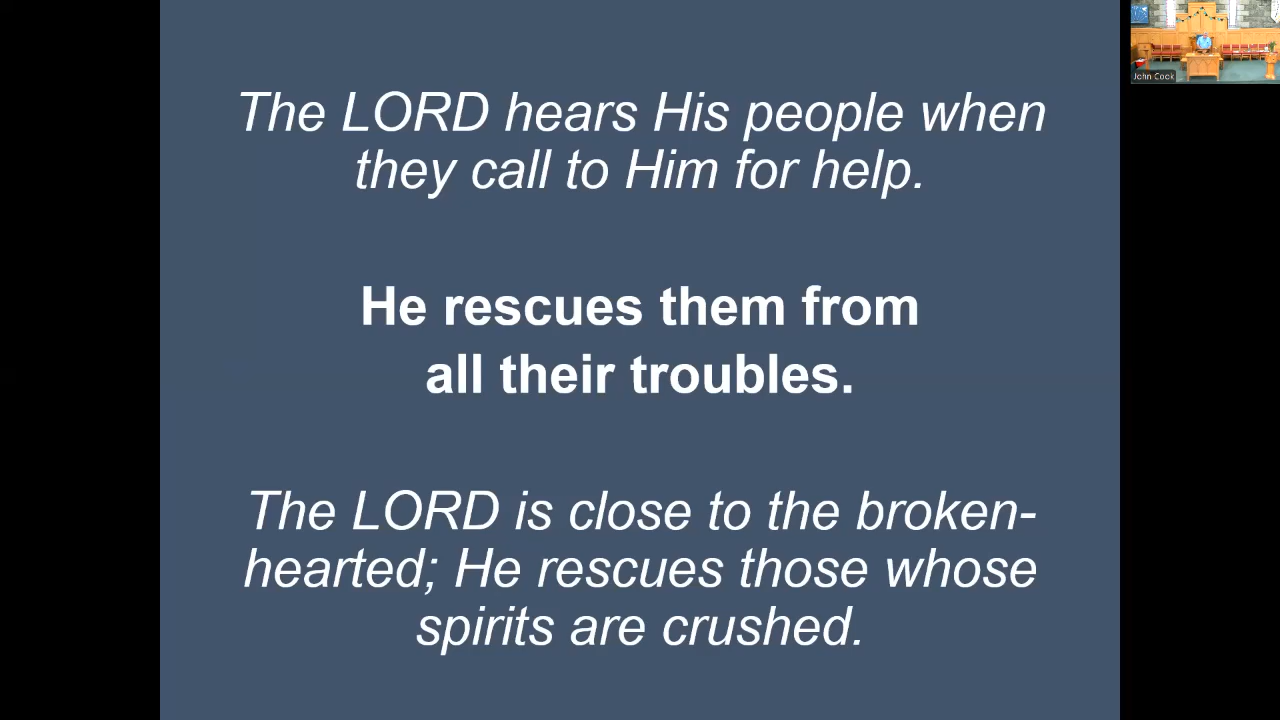 The LORD hears His people when
they call to Him for help.
He rescues them from
all their troubles.
The LORD is close to the broken-
hearted; He rescues those whose
spirits are crushed.
John Cook